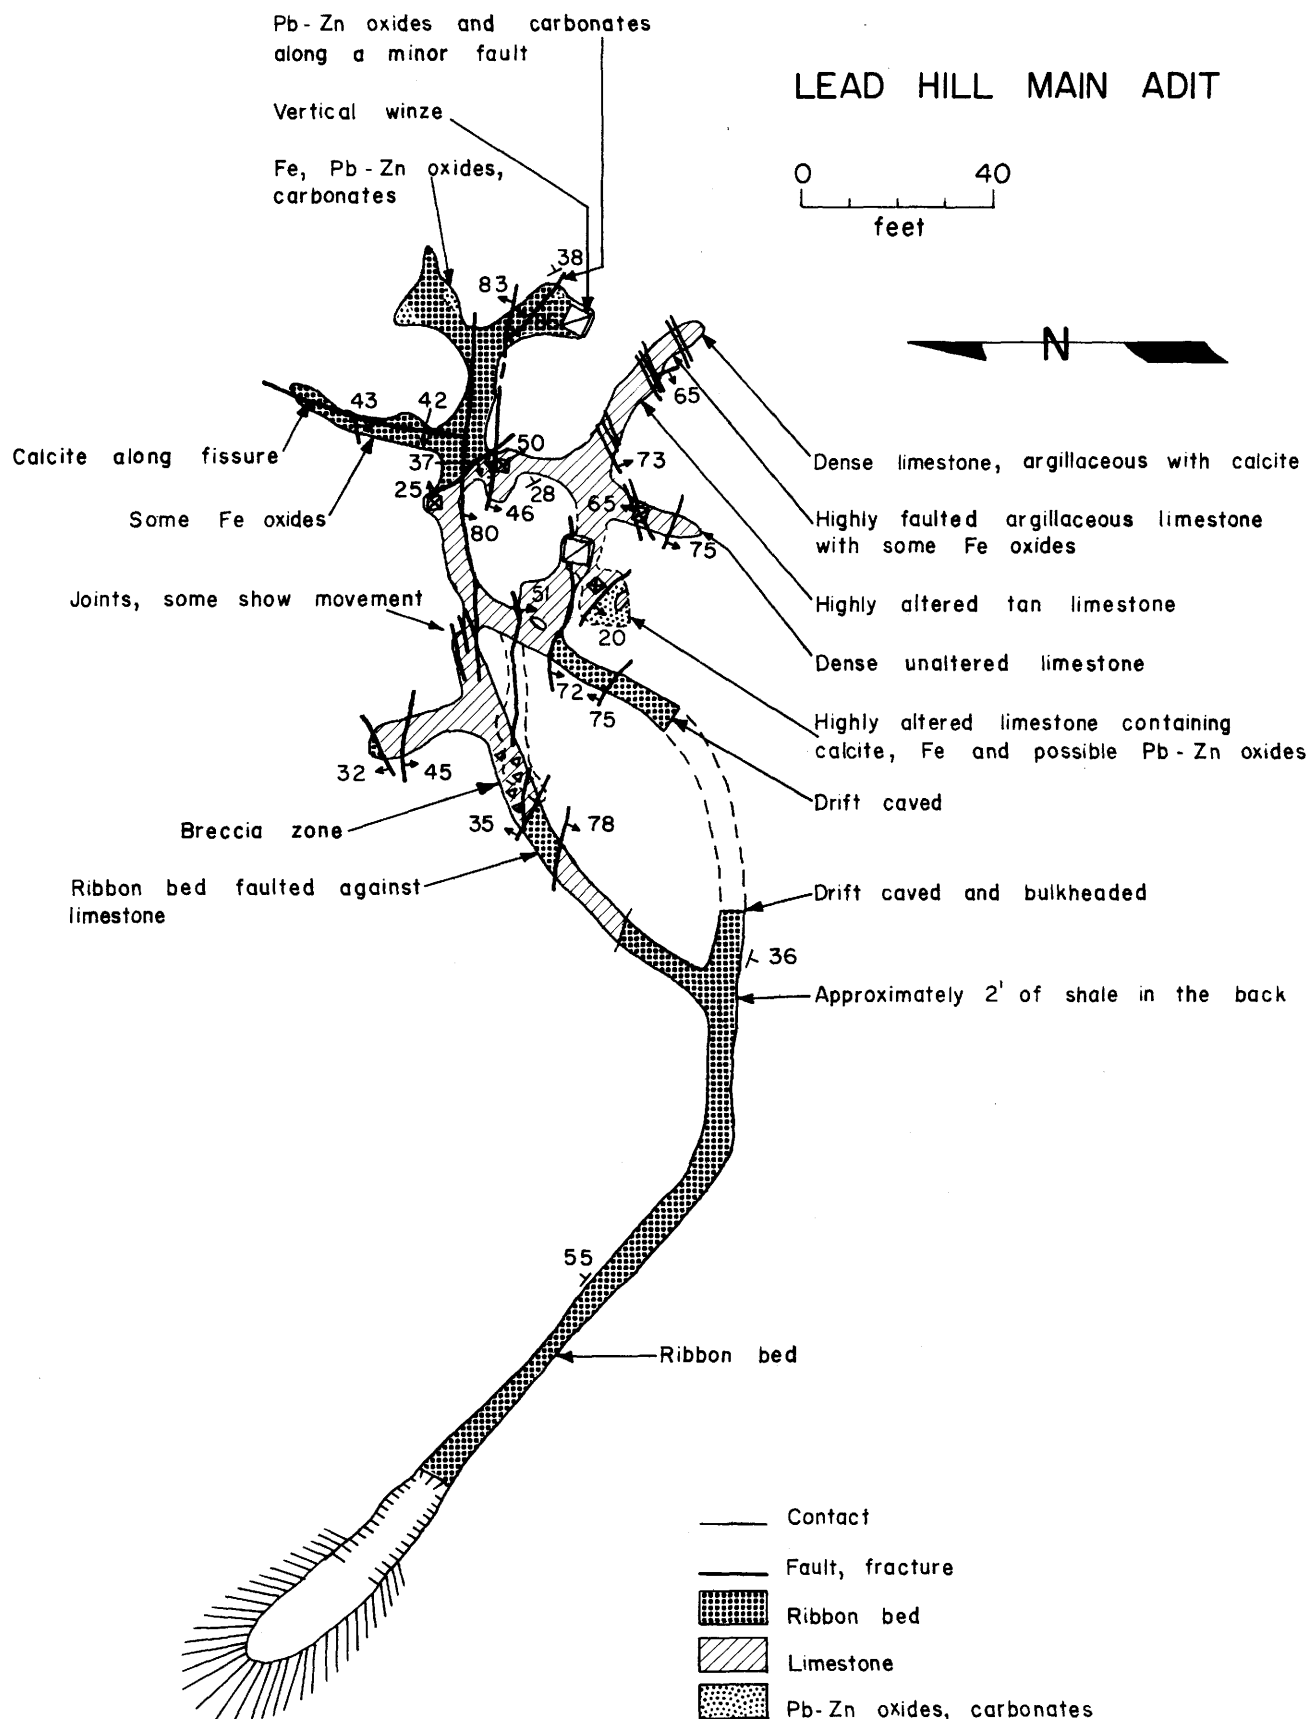 Pb-Zn oxides and carbonates
along a minor fault
LEAD HILL MAIN ADIT
Vertical winze
Fe, Pb-Zn oxides,
carbonates
0 40
feet
N
38
83
65
43
42
50
Calcite along fissure
37
73
Dense limestone, argillaceous with calcite
25
28
65
Some Fe oxides
46
Highly faulted argillaceous limestone
with some Fe oxides
80
75
Joints, some show movement
51
Highly altered tan limestone
20
Dense unaltered limestone
72
75
Highly altered limestone containing
calcite, Fe and possible Pb-Zn oxides
32
45
Drift caved
Breccia zone
35
78
Ribbon bed faulted against
limestone
Drift caved and bulkheaded
36
Approximately 2' of shale in the back
55
Ribbon bed
Contact
Fault, fracture
Ribbon bed
Limestone
Pb-Zn oxides, carbonates